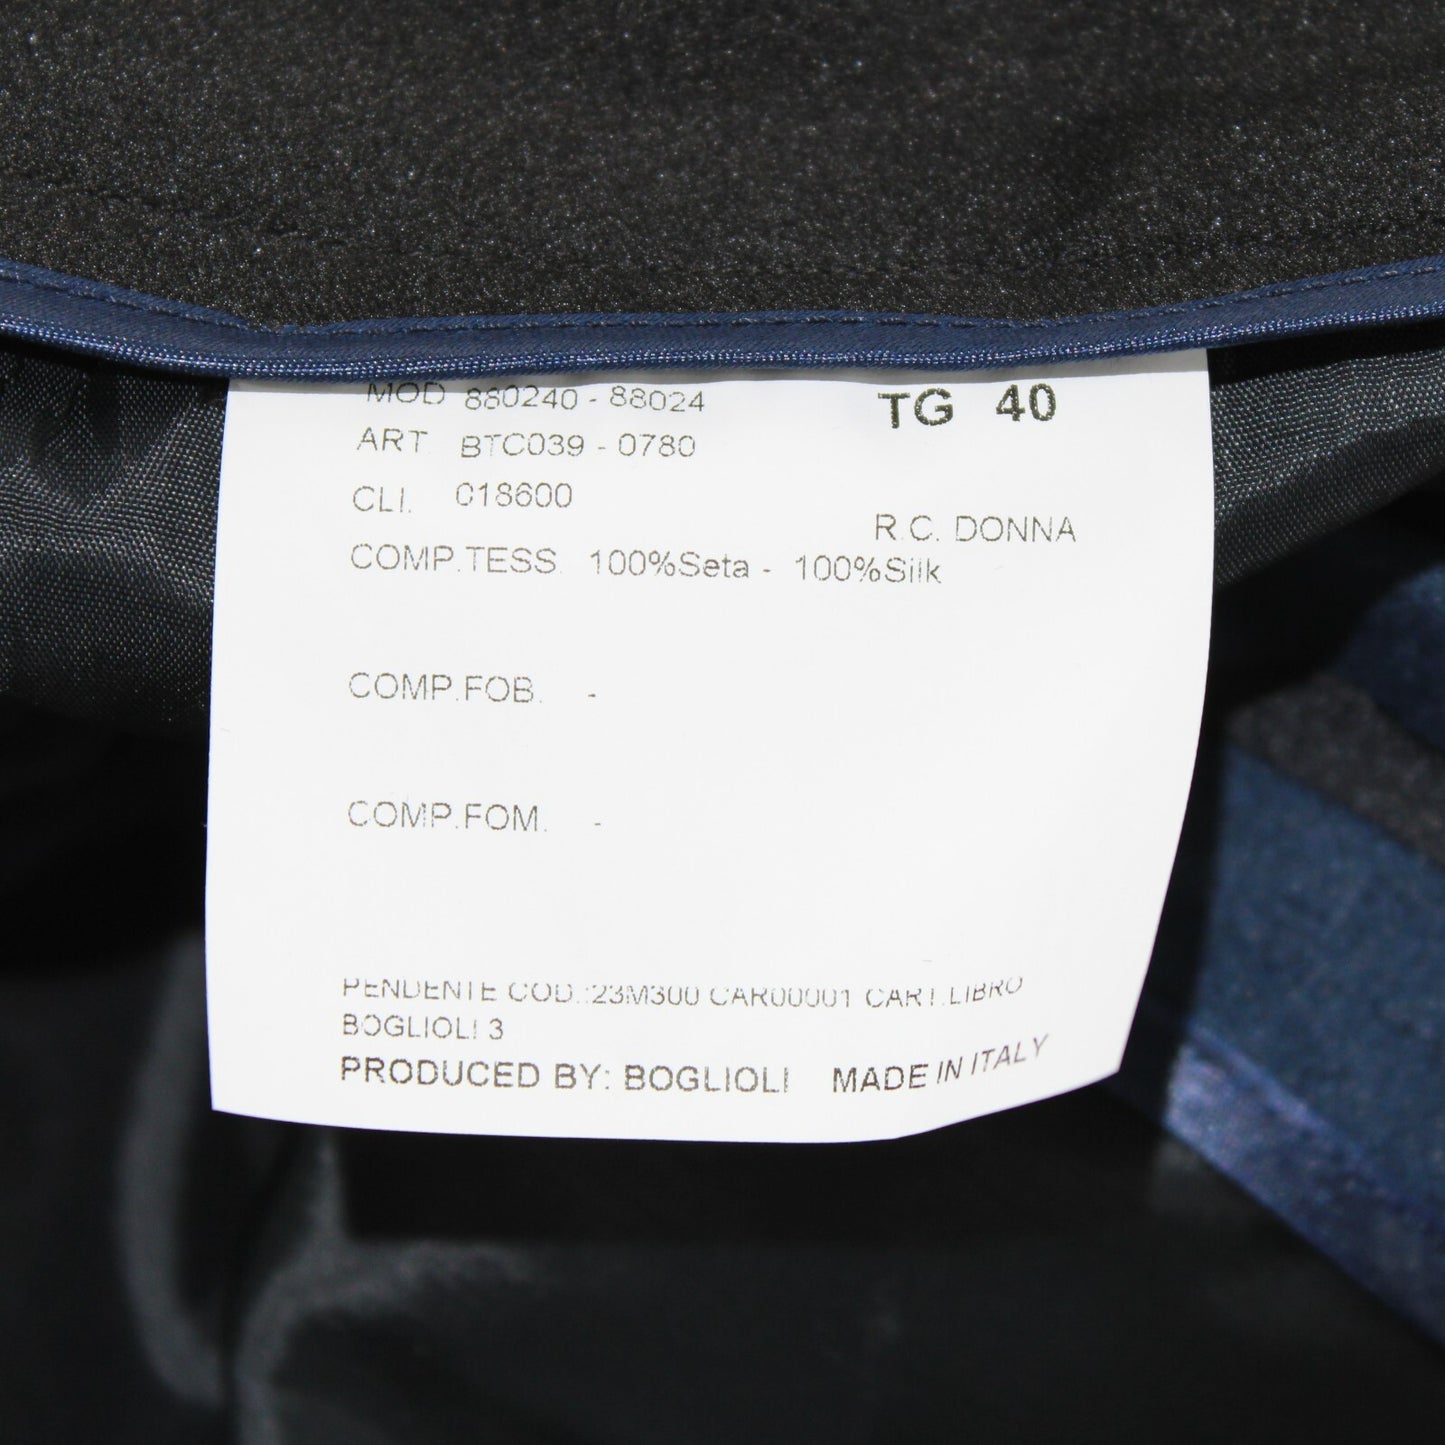 MOD 880240 - 88024 TG 40
ART. BTC039 - 0780
CLI. 018600
R.C. DONNA
COMP.TESS. 100%Seta - 100%Silk
COMP.FOB. -
COMP.FOM. -
PENDENTE COD.:23M300 CAR00001 CART.LIBRO
BOGLIOLI 3
PRODUCED BY: BOGLIOLI MADE IN ITALY